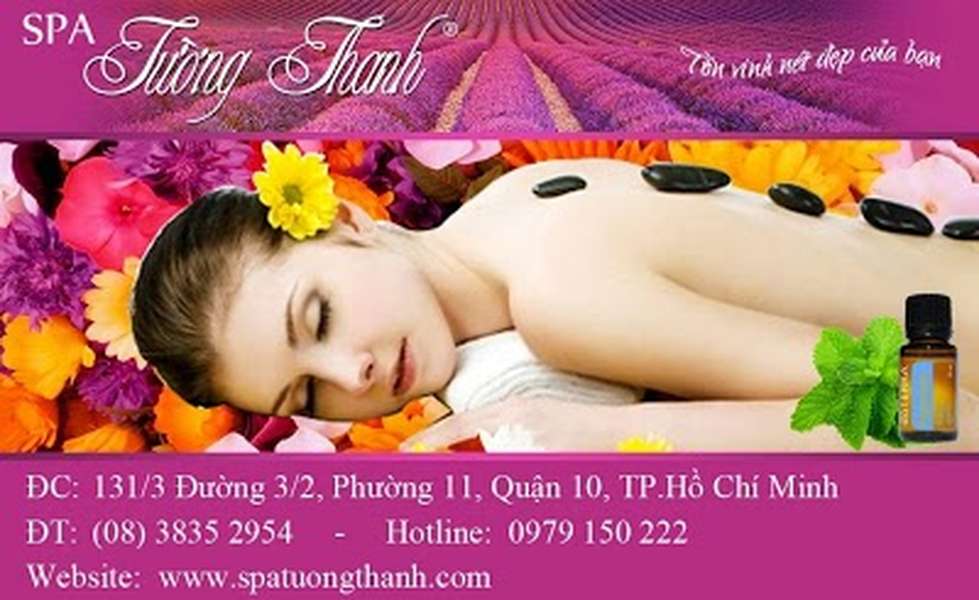 SPA Tường Thanh®
Tôn vinh nét đẹp của bạn
ĐC: 131/3 Đường 3/2, Phường 11, Quận 10, TP.Hồ Chí Minh
ĐT: (08) 3835 2954 - Hotline: 0979 150 222
Website: www.spatuongthanh.com